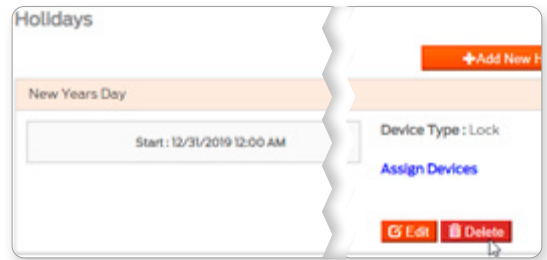 Holidays
+Add New H
New Years Day
Start : 12/31/2019 12:00 AM
Device Type : Lock
Assign Devices
Edit
Delete